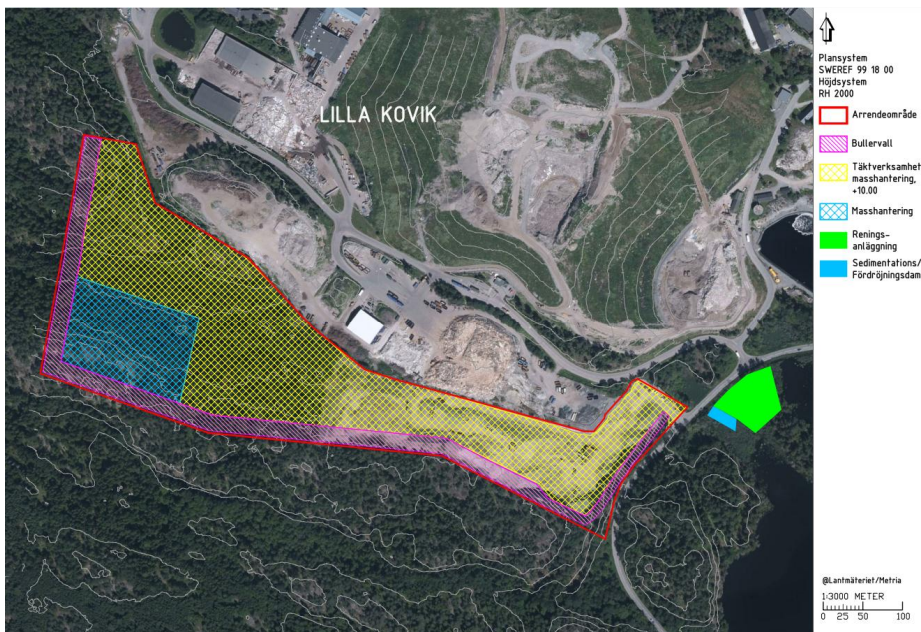 LILLA KOVIK
Plansystem
SWEREF 99 18 00
Höjdsystem
RH 2000
Arrendeområde
Bullervall
Täktverksamhet
masshantering,
+10.00
Masshantering
Renings-
anläggning
Sedimentations/
Fördröjningsdam
@Lantmäteriet/Metria
1:3000 METER
0 25 50 100